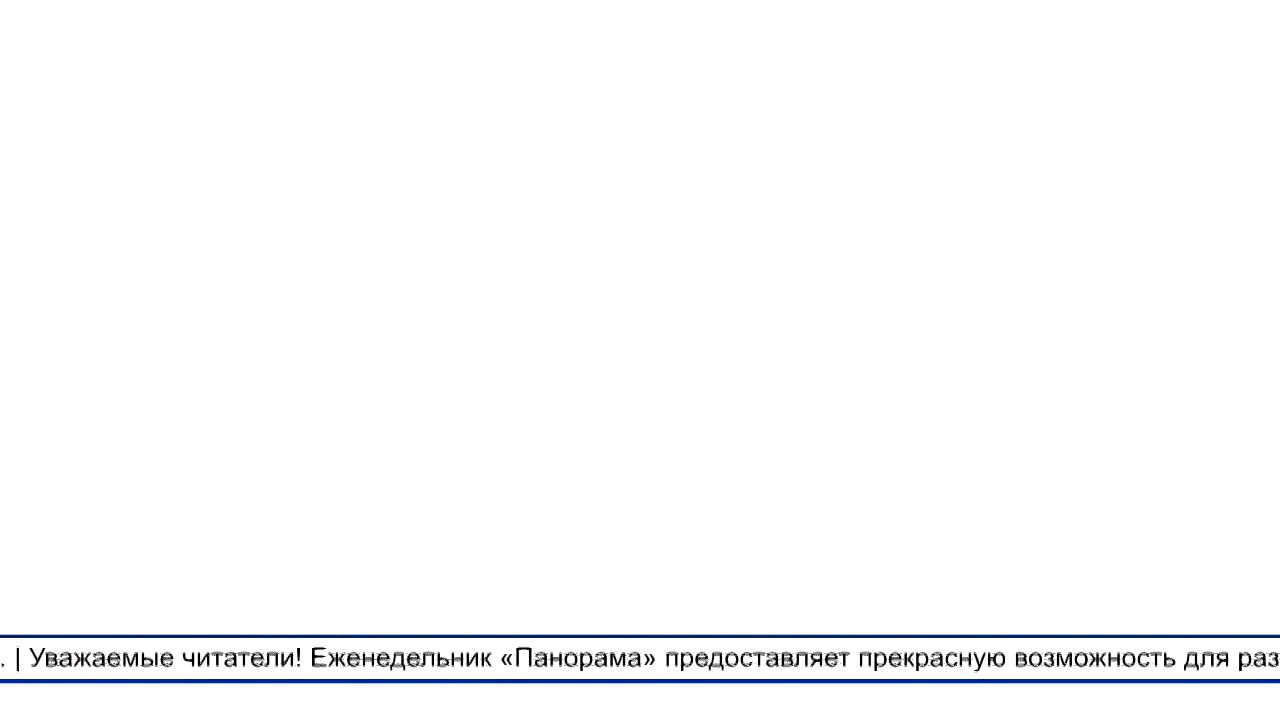 . | Уважаемые читатели! Еженедельник «Панорама» предоставляет прекрасную возможность для раз